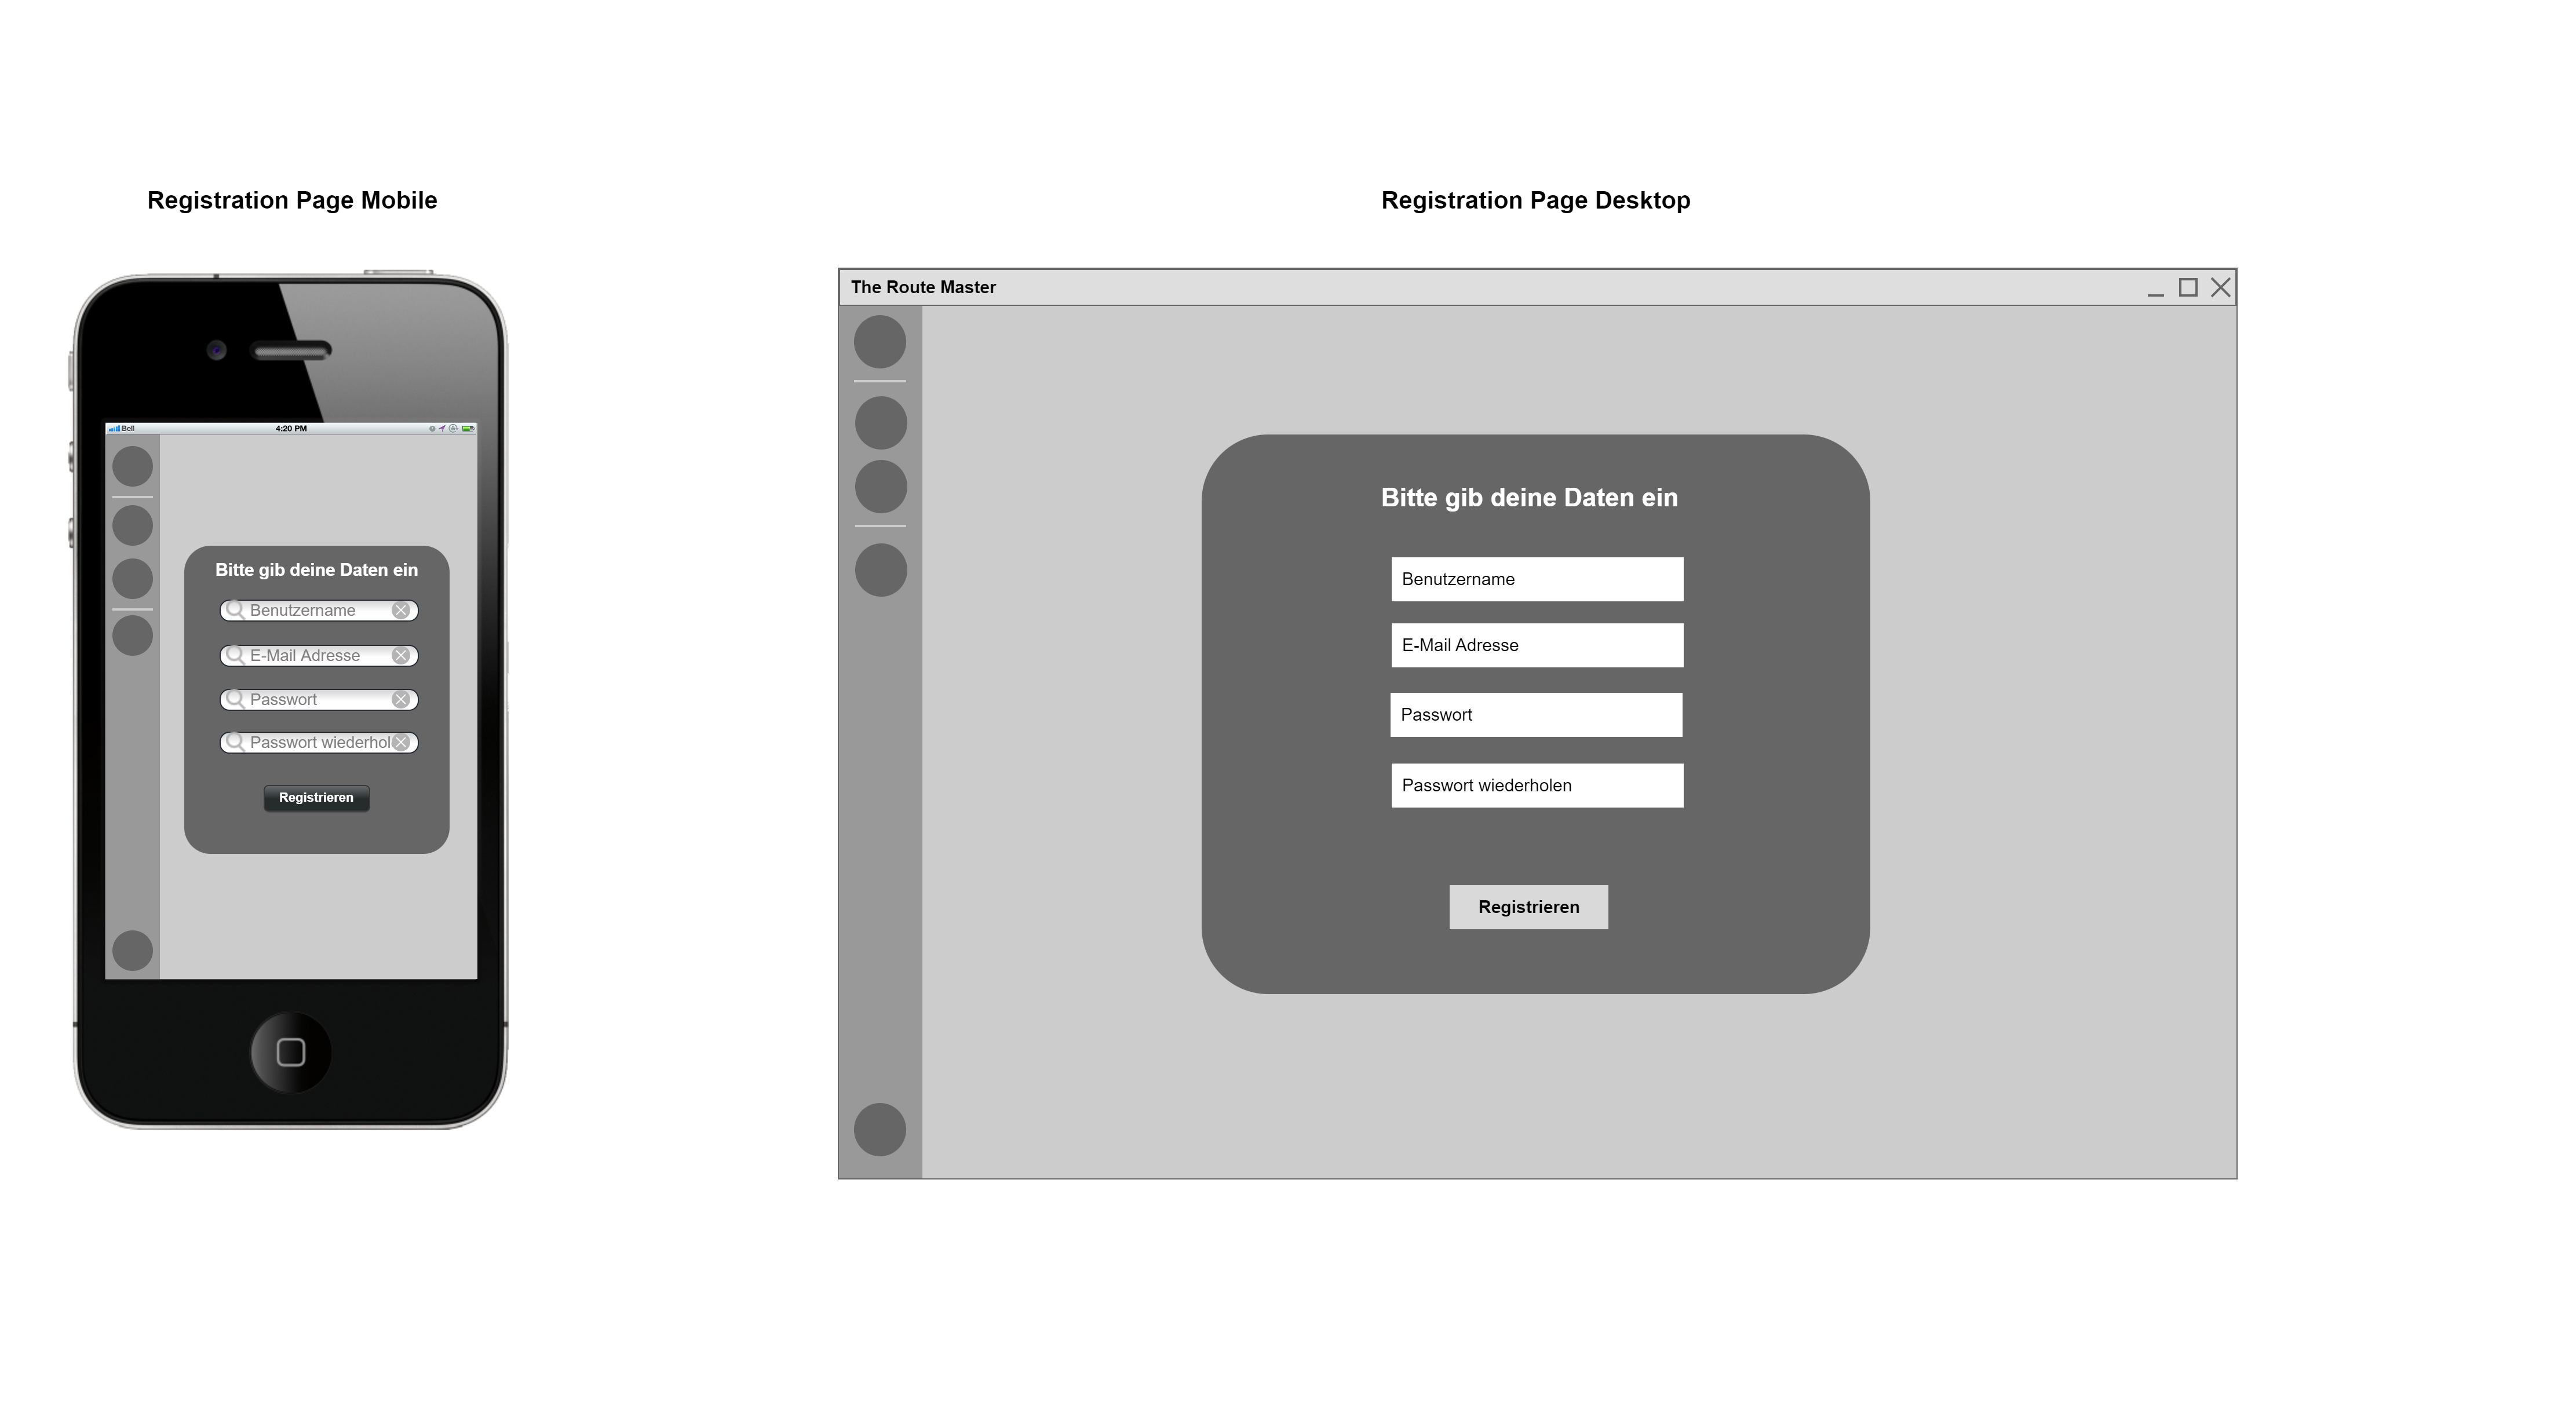 Registration Page Mobile
Bell
4:20 PM
Bitte gib deine Daten ein
Benutzername
E-Mail Adresse
Passwort
Passwort wiederhol
Registrieren
Registration Page Desktop
The Route Master
Bitte gib deine Daten ein
Benutzername
E-Mail Adresse
Passwort
Passwort wiederholen
Registrieren